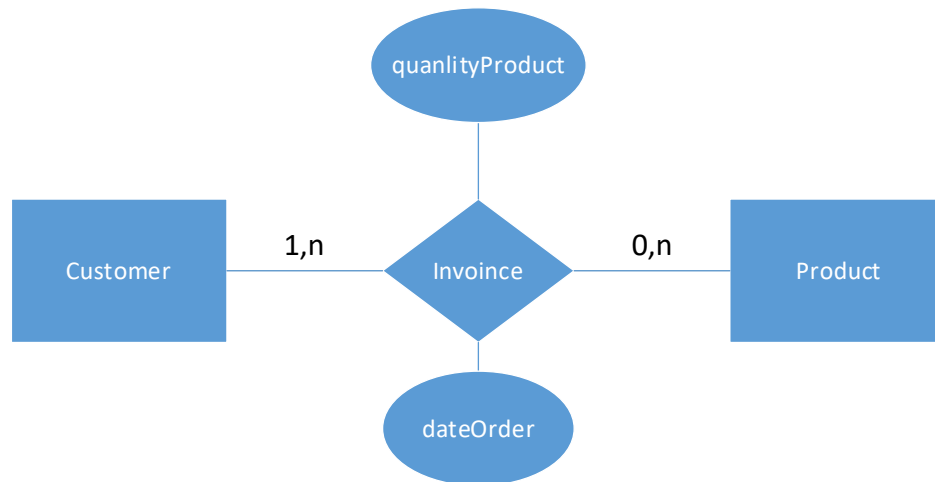 quanlityProduct
Customer
1,n
Invoince
0,n
Product
dateOrder